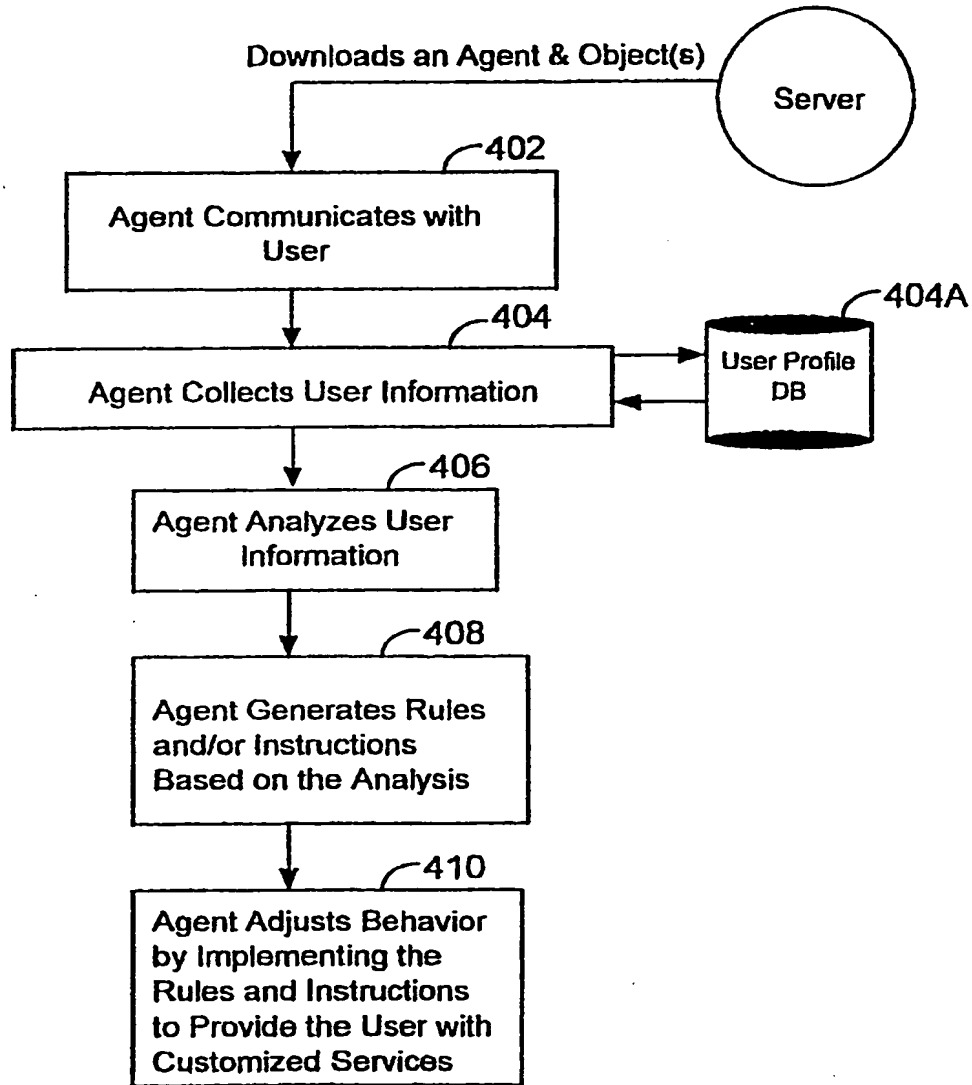 Downloads an Agent & Object(s)
Server
402
Agent Communicates with
User
404
Agent Collects User Information
404A
User Profile
DB
406
Agent Analyzes User
Information
408
Agent Generates Rules
and/or Instructions
Based on the Analysis
410
Agent Adjusts Behavior
by Implementing the
Rules and Instructions
to Provide the User with
Customized Services